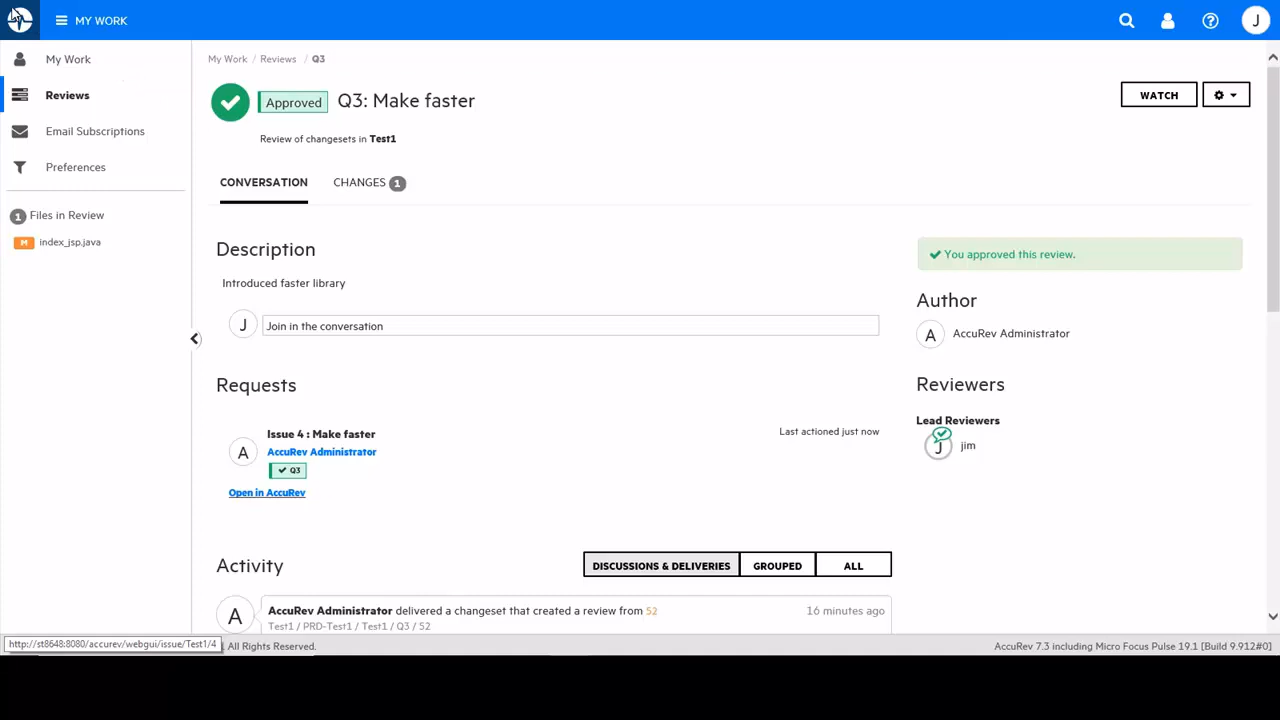 MY WORK
J
My Work
Reviews
Email Subscriptions
Preferences
1 Files in Review
M index_jsp.java
My Work / Reviews / Q3
Approved Q3: Make faster
WATCH
Review of changesets in Test1
CONVERSATION CHANGES 1
Description
Introduced faster library
J Join in the conversation
✔ You approved this review.
Author
A AccuRev Administrator
Requests
Reviewers
Issue 4 : Make faster
Last actioned just now
A AccuRev Administrator
✔ Q3
Open in AccuRev
Lead Reviewers
J jim
Activity
DISCUSSIONS & DELIVERIES GROUPED ALL
A AccuRev Administrator delivered a changeset that created a review from 52
16 minutes ago
Test1 / PRD-Test1 / Test1 / Q3 / 52
http://st8648:8080/accurev/webgui/issue/Test1/4
. All Rights Reserved.
AccuRev 7.3 including Micro Focus Pulse 19.1 [Build 9.912#0]